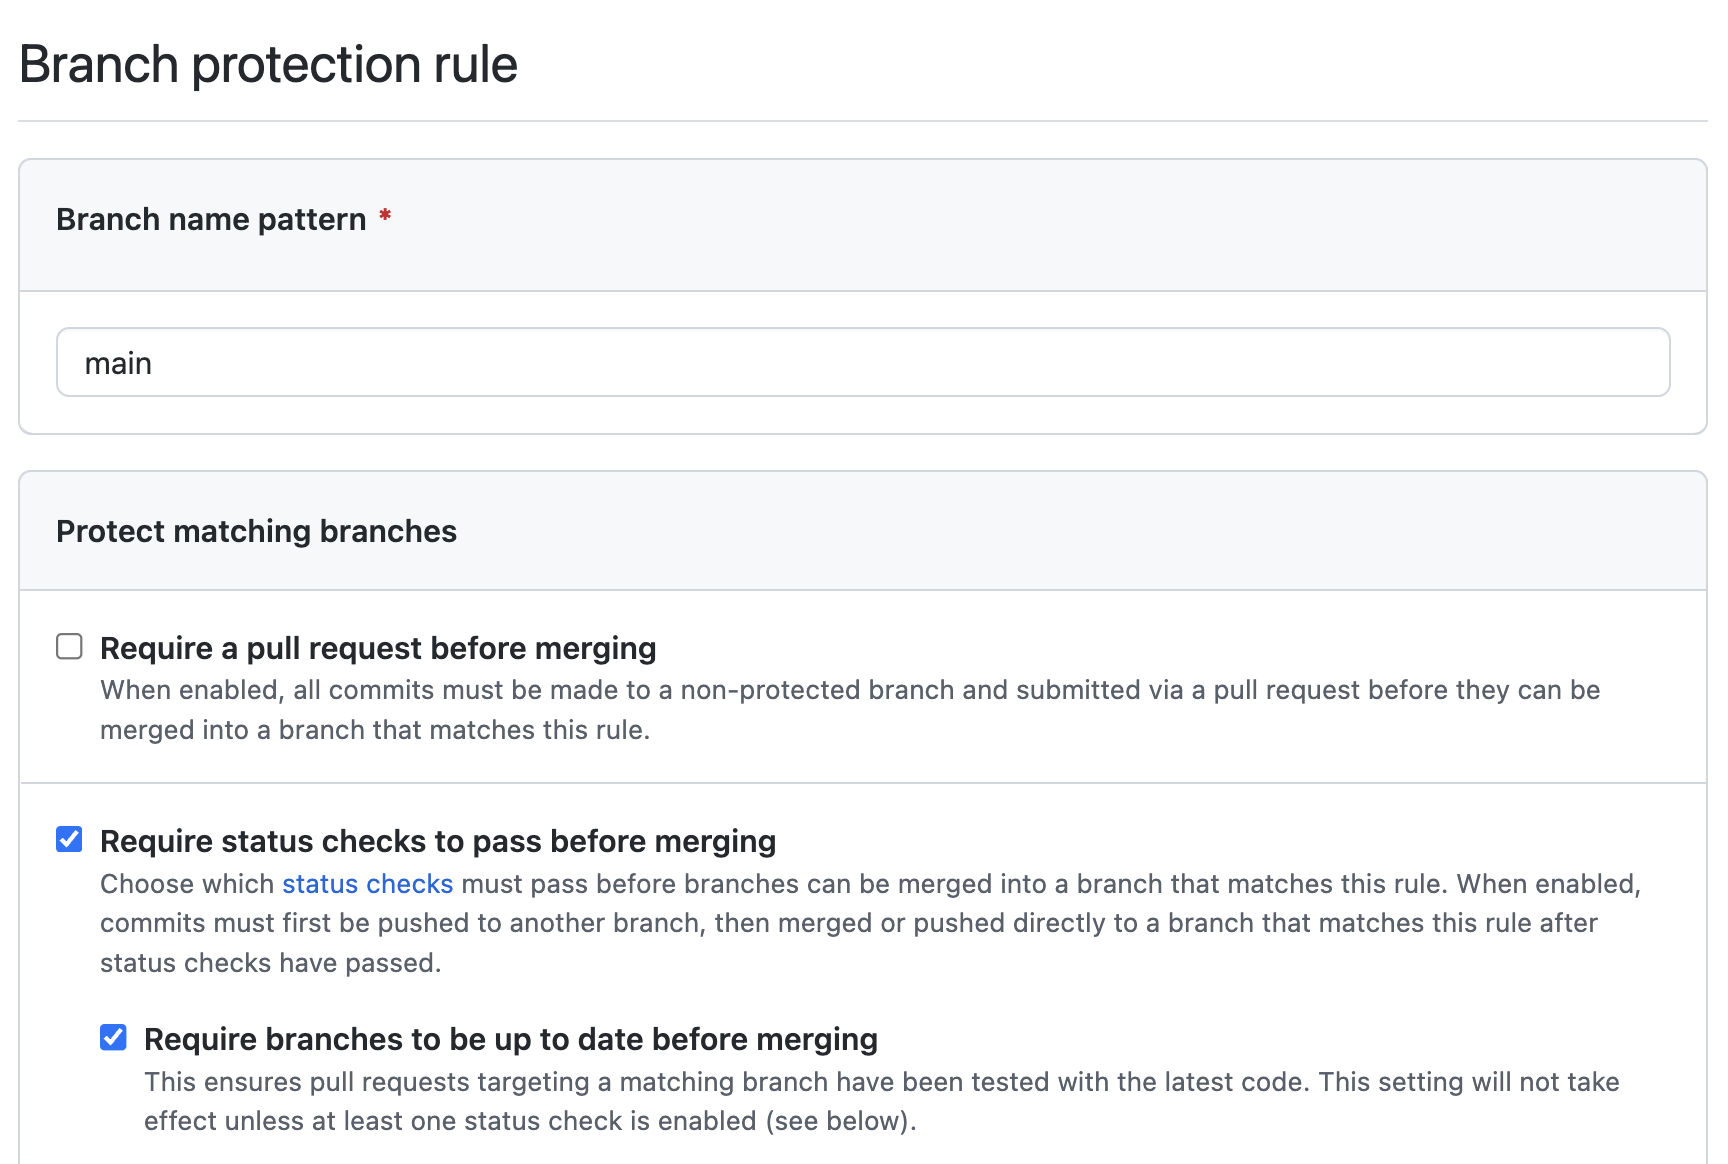 Branch protection rule
Branch name pattern *
main
Protect matching branches
Require a pull request before merging
When enabled, all commits must be made to a non-protected branch and submitted via a pull request before they can be
merged into a branch that matches this rule.
Require status checks to pass before merging
Choose which status checks must pass before branches can be merged into a branch that matches this rule. When enabled,
commits must first be pushed to another branch, then merged or pushed directly to a branch that matches this rule after
status checks have passed.
Require branches to be up to date before merging
This ensures pull requests targeting a matching branch have been tested with the latest code. This setting will not take
effect unless at least one status check is enabled (see below).